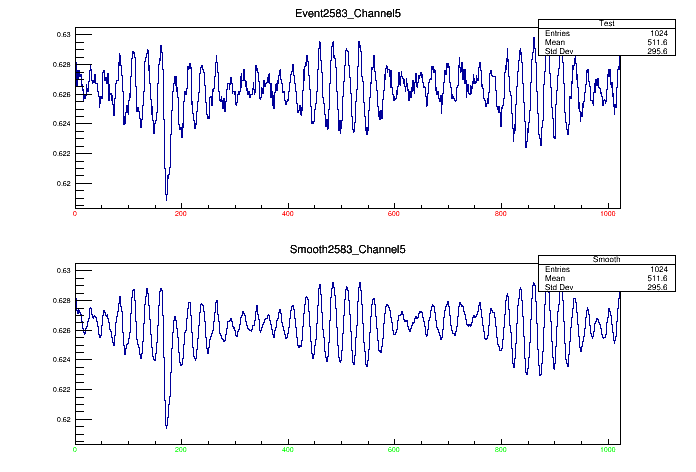 Event2583_Channel5
Test
Entries 1024
Mean 511.6
Std Dev 295.6
0.63
0.628
0.626
0.624
0.622
0.62
0 200 400 600 800 1000
Smooth2583_Channel5
Smooth
Entries 1024
Mean 511.6
Std Dev 295.6
0.63
0.628
0.626
0.624
0.622
0.62
0 200 400 600 800 1000